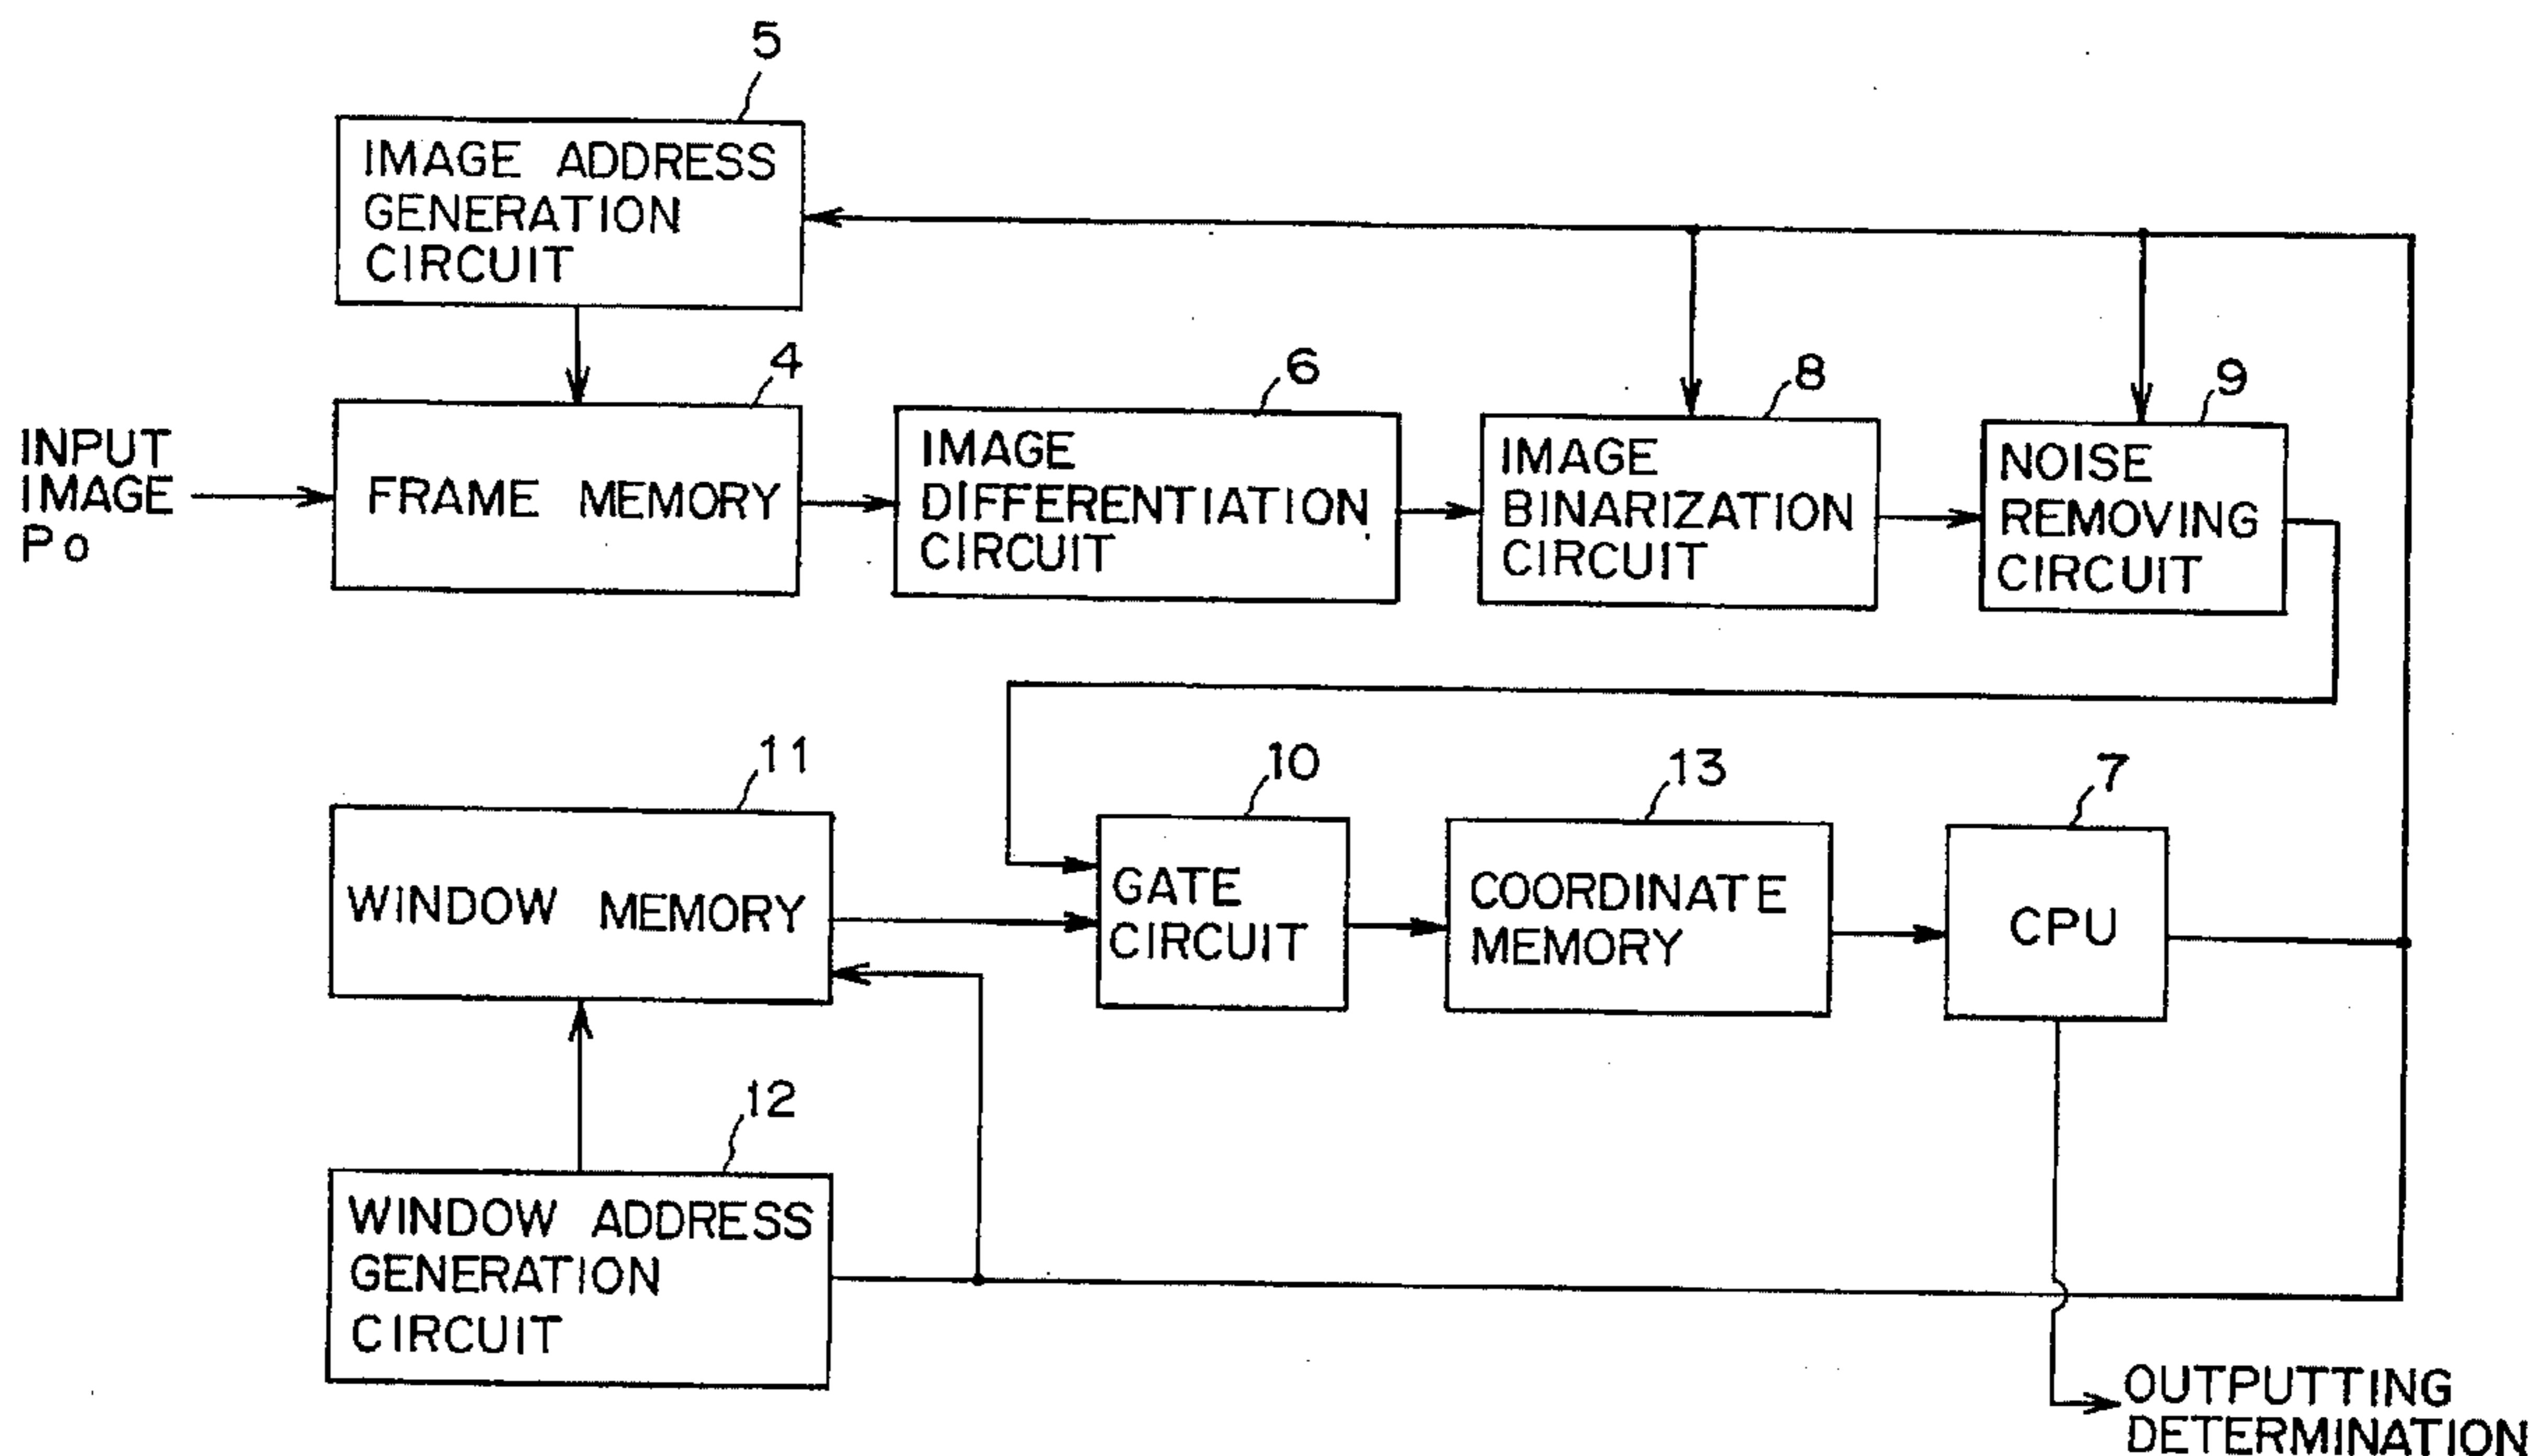 5
IMAGE ADDRESS
GENERATION
CIRCUIT
4
6
8
9
INPUT
IMAGE
Po
FRAME MEMORY
IMAGE
DIFFERENTIATION
CIRCUIT
IMAGE
BINARIZATION
CIRCUIT
NOISE
REMOVING
CIRCUIT
11
10
13
7
WINDOW MEMORY
GATE
CIRCUIT
COORDINATE
MEMORY
CPU
12
WINDOW ADDRESS
GENERATION
CIRCUIT
OUTPUTTING
DETERMINATION